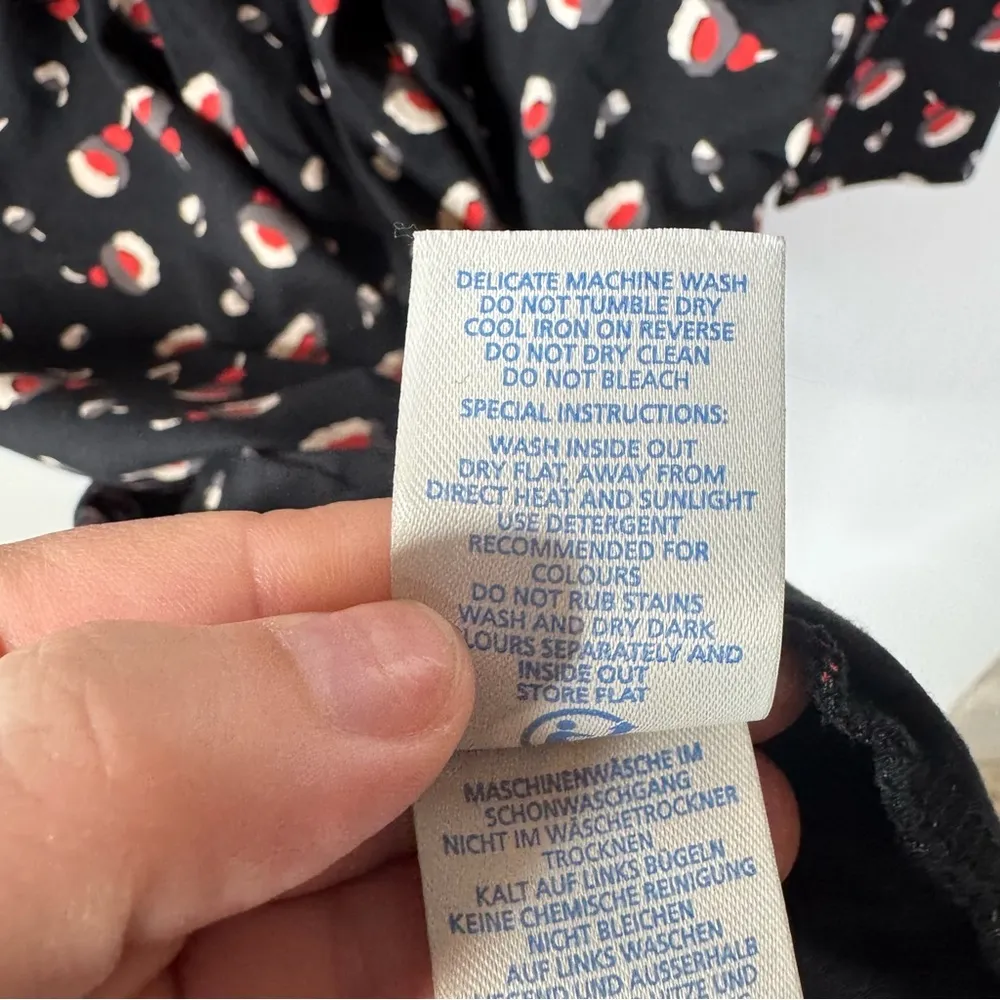 DELICATE MACHINE WASH
DO NOT TUMBLE DRY
COOL IRON ON REVERSE
DO NOT DRY CLEAN
DO NOT BLEACH
SPECIAL INSTRUCTIONS:
WASH INSIDE OUT
DRY FLAT, AWAY FROM
DIRECT HEAT AND SUNLIGHT
USE DETERGENT
RECOMMENDED FOR
COLOURS
DO NOT RUB STAINS
WASH AND DRY DARK
LOURS SEPARATELY AND
INSIDE OUT
STORE FLAT
MASCHINENWÄSCHE IM
SCHONWASCHGANG
NICHT IM WÄSCHETROCKNER
TROCKNEN
KALT AUF LINKS BÜGELN
KEINE CHEMISCHE REINIGUNG
NICHT BLEICHEN
AUF LINKS WASCHEN
UND AUSSERHALB
UND